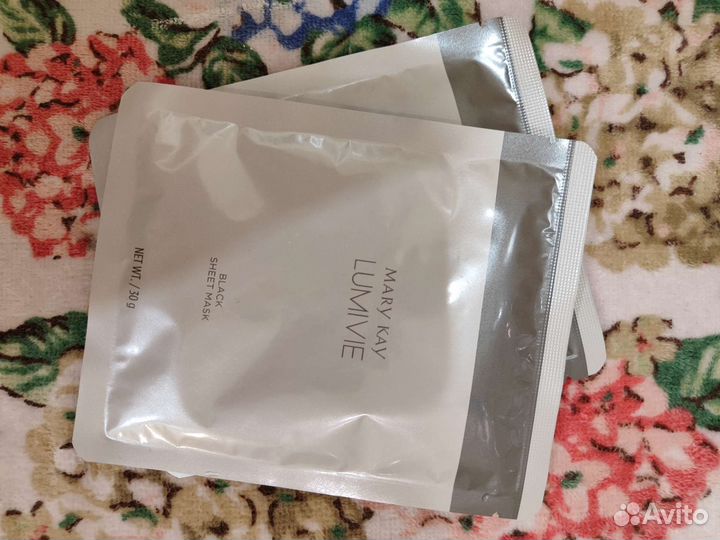 MARY KAY
LUMIVIE
BLACK
SHEET MASK
NET WT. / 30 g
Avito